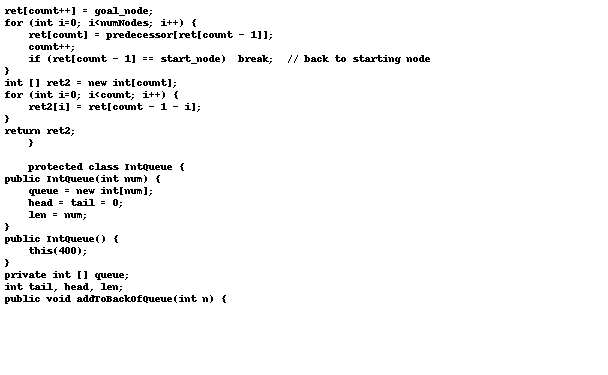 ret[count++] = goal_node;
for (int i=0; i<numNodes; i++) {
    ret[count] = predecessor[ret[count - 1]];
    count++;
    if (ret[count - 1] == start_node)  break;  // back to starting node
}
int [] ret2 = new int[count];
for (int i=0; i<count; i++) {
    ret2[i] = ret[count - 1 - i];
}
return ret2;
    }

    protected class IntQueue {
public IntQueue(int num) {
    queue = new int[num];
    head = tail = 0;
    len = num;
}
public IntQueue() {
    this(400);
}
private int [] queue;
int tail, head, len;
public void addToBackOfQueue(int n) {